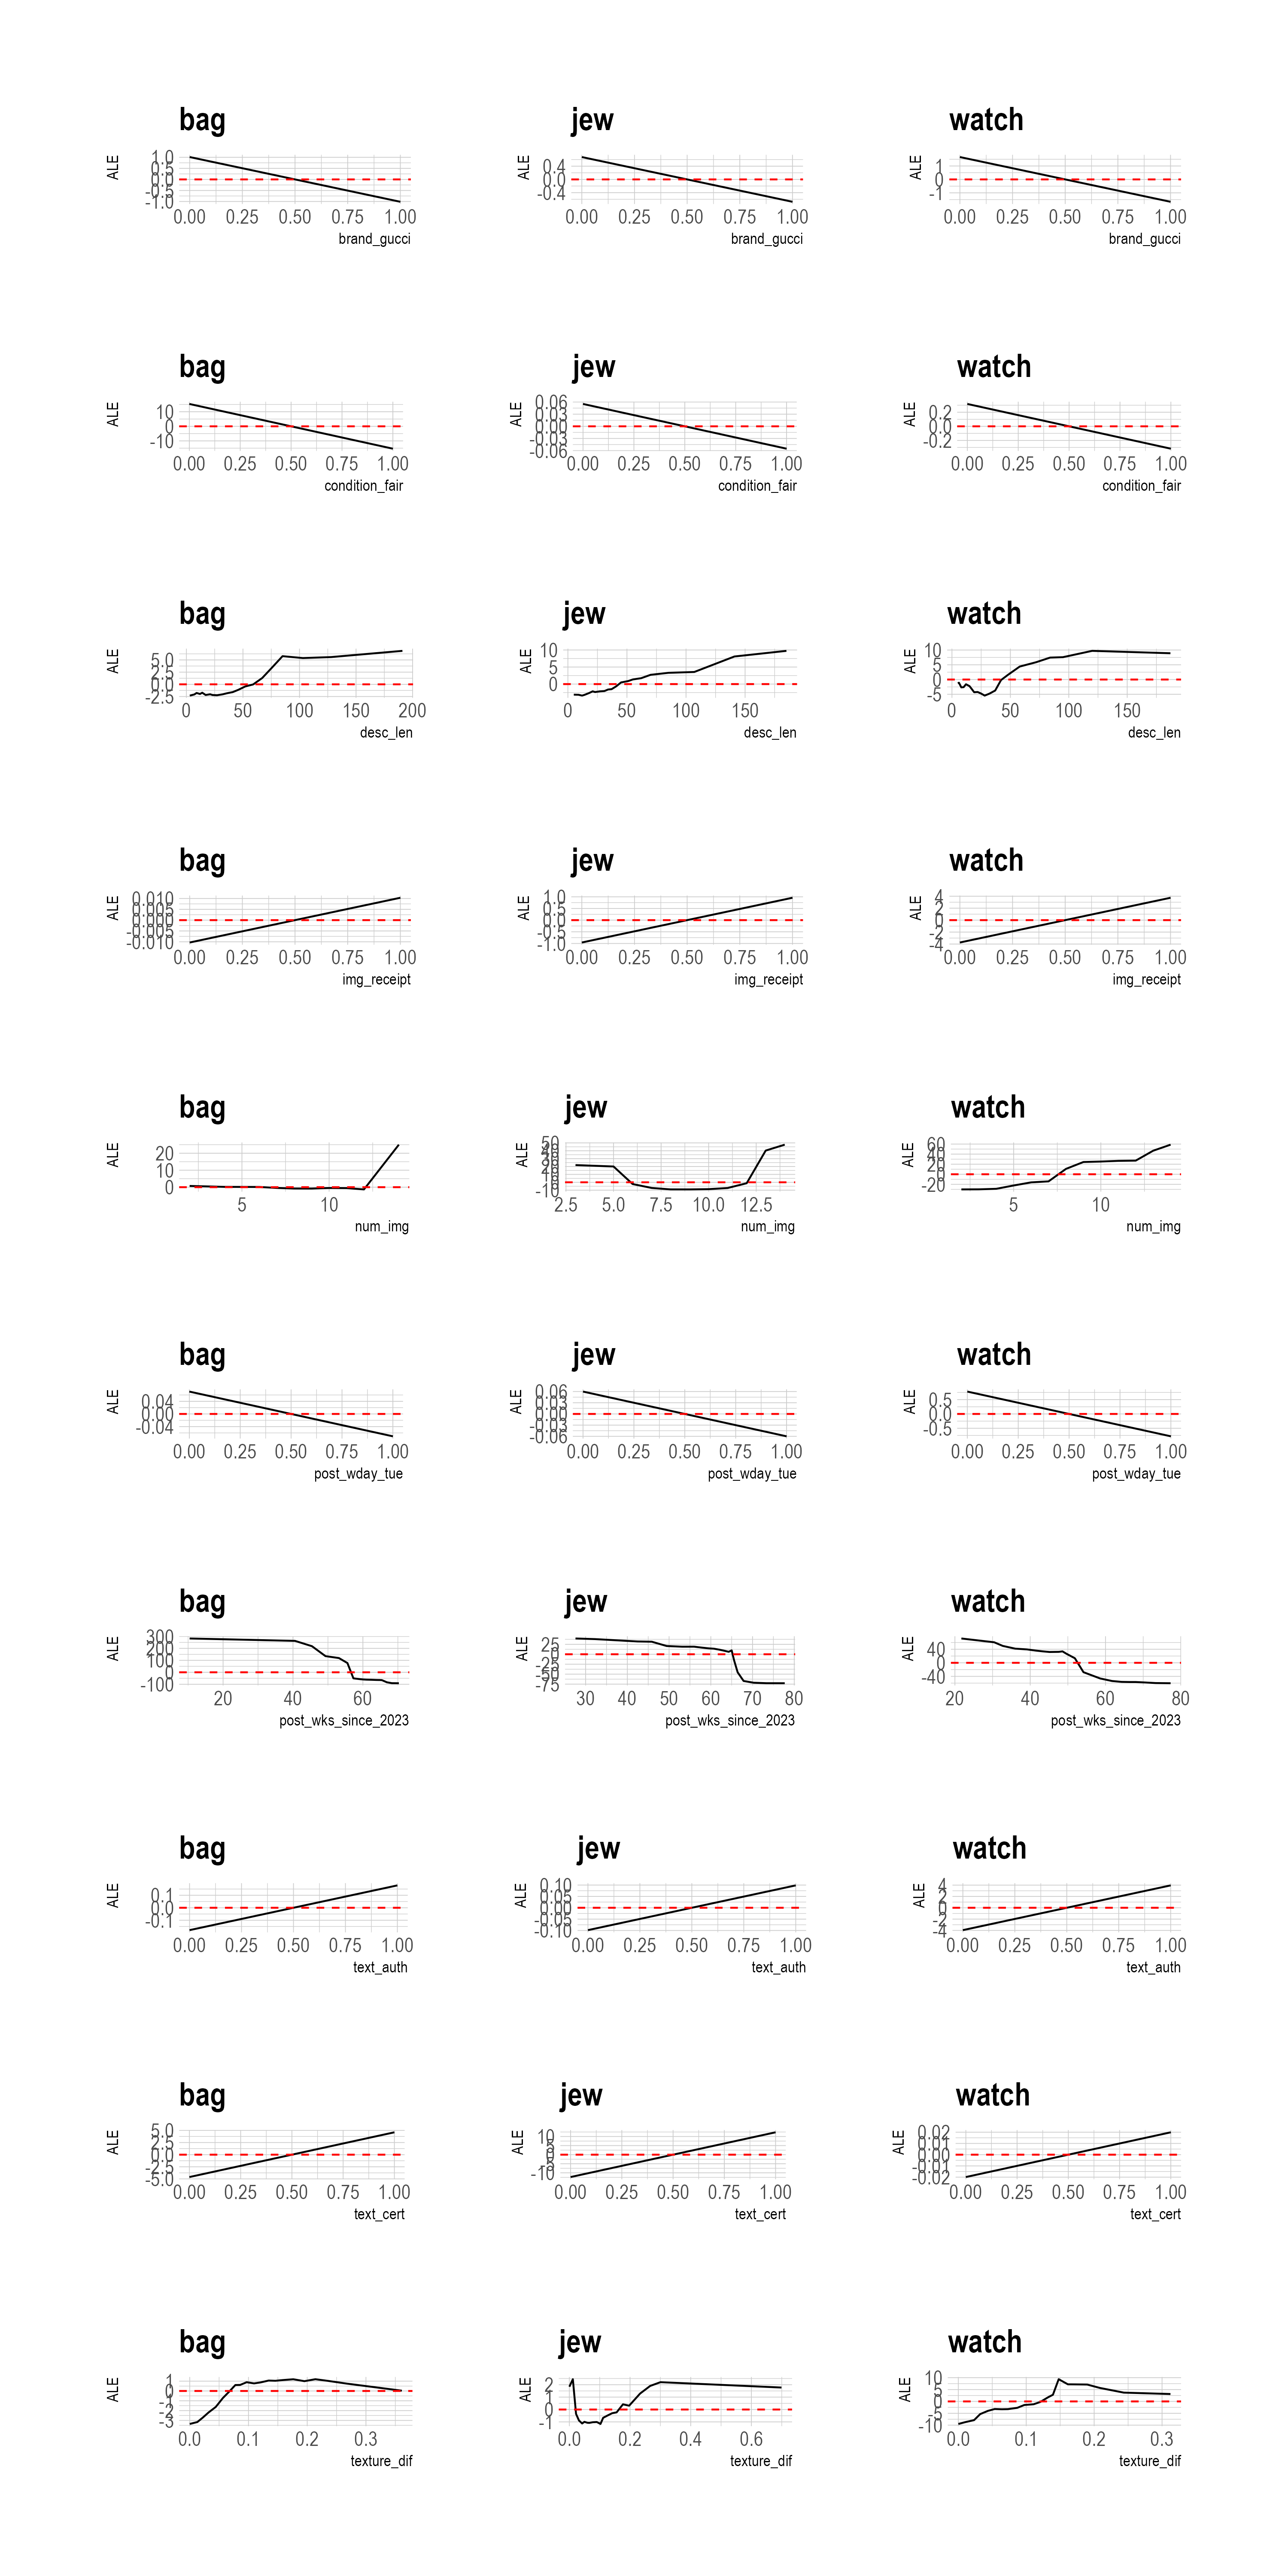 bag
ALE
1.0
0.5
0.0
-0.5
-1.0
0.00 0.25 0.50 0.75 1.00
brand_gucci
jew
ALE
0.4
0.0
-0.4
0.00 0.25 0.50 0.75 1.00
brand_gucci
watch
ALE
1
0
-1
0.00 0.25 0.50 0.75 1.00
brand_gucci
bag
ALE
10
0
-10
0.00 0.25 0.50 0.75 1.00
condition_fair
jew
ALE
0.06
0.03
0.00
-0.03
-0.06
0.00 0.25 0.50 0.75 1.00
condition_fair
watch
ALE
0.2
0.0
-0.2
0.00 0.25 0.50 0.75 1.00
condition_fair
bag
ALE
5.0
2.5
0.0
-2.5
0 50 100 150 200
desc_len
jew
ALE
10
5
0
0 50 100 150
desc_len
watch
ALE
10
5
0
-5
0 50 100 150
desc_len
bag
ALE
0.010
0.005
0.000
-0.005
-0.010
0.00 0.25 0.50 0.75 1.00
img_receipt
jew
ALE
1.0
0.5
0.0
-0.5
-1.0
0.00 0.25 0.50 0.75 1.00
img_receipt
watch
ALE
4
2
0
-2
-4
0.00 0.25 0.50 0.75 1.00
img_receipt
bag
ALE
20
10
0
5 10
num_img
jew
ALE
50
-10
2.5 5.0 7.5 10.0 12.5
num_img
watch
ALE
60
40
20
0
-20
5 10
num_img
bag
ALE
0.04
0.00
-0.04
0.00 0.25 0.50 0.75 1.00
post_wday_tue
jew
ALE
0.06
0.03
0.00
-0.03
-0.06
0.00 0.25 0.50 0.75 1.00
post_wday_tue
watch
ALE
0.5
0.0
-0.5
0.00 0.25 0.50 0.75 1.00
post_wday_tue
bag
ALE
300
200
100
0
-100
20 40 60
post_wks_since_2023
jew
ALE
25
0
-25
-50
-75
30 40 50 60 70 80
post_wks_since_2023
watch
ALE
40
0
-40
20 40 60 80
post_wks_since_2023
bag
ALE
0.1
0.0
-0.1
0.00 0.25 0.50 0.75 1.00
text_auth
jew
ALE
0.10
0.05
0.00
-0.05
-0.10
0.00 0.25 0.50 0.75 1.00
text_auth
watch
ALE
4
2
0
-2
-4
0.00 0.25 0.50 0.75 1.00
text_auth
bag
ALE
5.0
2.5
0.0
-2.5
-5.0
0.00 0.25 0.50 0.75 1.00
text_cert
jew
ALE
10
5
0
-5
-10
0.00 0.25 0.50 0.75 1.00
text_cert
watch
ALE
0.02
0.01
0.00
-0.01
-0.02
0.00 0.25 0.50 0.75 1.00
text_cert
bag
ALE
1
0
-1
-2
-3
0.0 0.1 0.2 0.3
texture_dif
jew
ALE
2
1
0
-1
0.0 0.2 0.4 0.6
texture_dif
watch
ALE
10
5
0
-5
-10
0.0 0.1 0.2 0.3
texture_dif